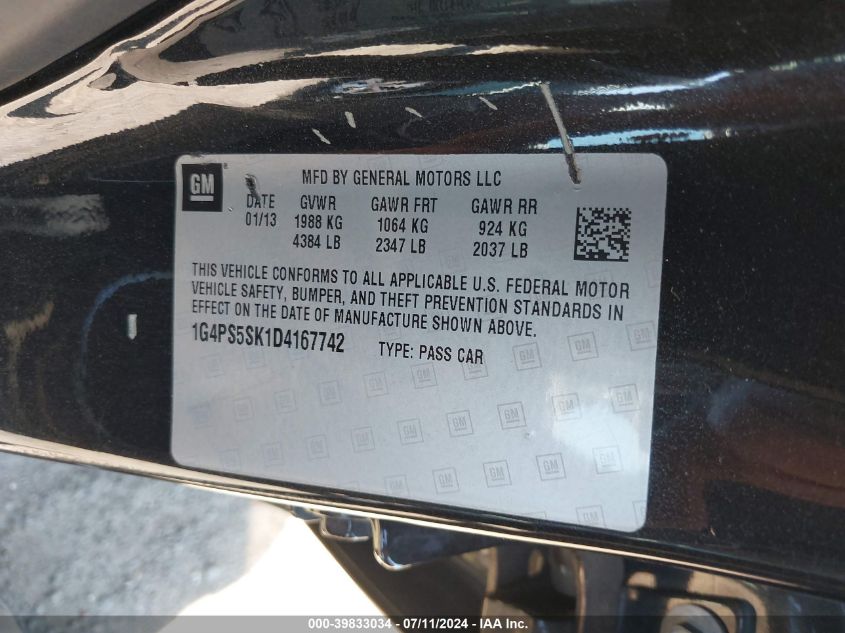 GM
MFD BY GENERAL MOTORS LLC
DATE GVWR GAWR FRT GAWR RR
01/13 1988 KG 1064 KG 924 KG
4384 LB 2347 LB 2037 LB
THIS VEHICLE CONFORMS TO ALL APPLICABLE U.S. FEDERAL MOTOR
VEHICLE SAFETY, BUMPER, AND THEFT PREVENTION STANDARDS IN
EFFECT ON THE DATE OF MANUFACTURE SHOWN ABOVE.
1G4PS5SK1D4167742 TYPE: PASS CAR
000-39833034 - 07/11/2024 - IAA Inc.